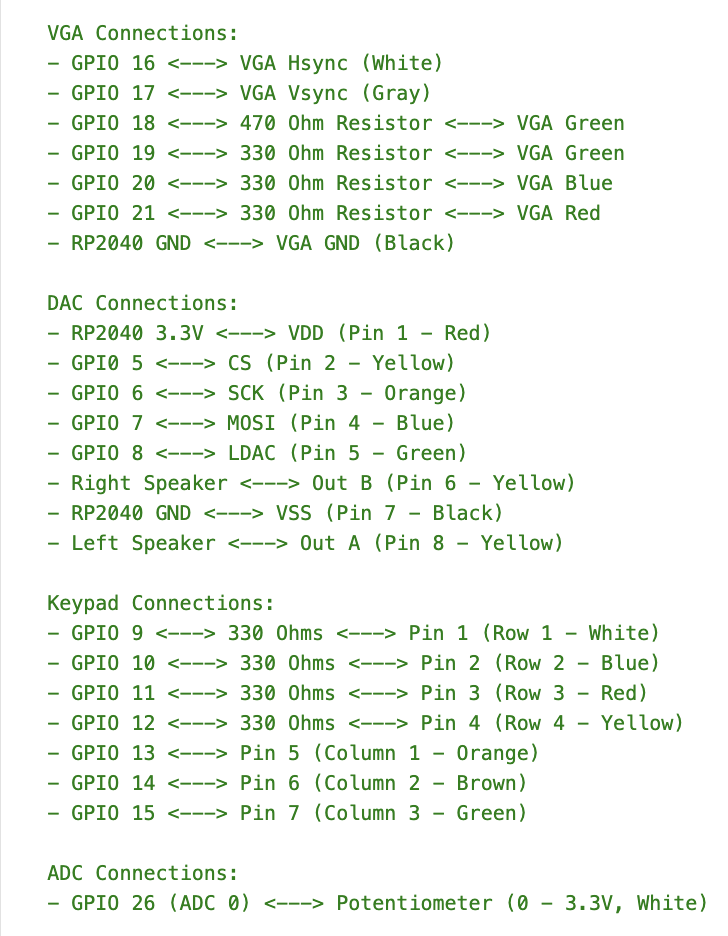 VGA Connections:
– GPIO 16 <---> VGA Hsync (White)
– GPIO 17 <---> VGA Vsync (Gray)
– GPIO 18 <---> 470 Ohm Resistor <---> VGA Green
– GPIO 19 <---> 330 Ohm Resistor <---> VGA Green
– GPIO 20 <---> 330 Ohm Resistor <---> VGA Blue
– GPIO 21 <---> 330 Ohm Resistor <---> VGA Red
– RP2040 GND <---> VGA GND (Black)
DAC Connections:
– RP2040 3.3V <---> VDD (Pin 1 – Red)
– GPI0 5 <---> CS (Pin 2 – Yellow)
– GPIO 6 <---> SCK (Pin 3 – Orange)
– GPIO 7 <---> MOSI (Pin 4 – Blue)
– GPIO 8 <---> LDAC (Pin 5 – Green)
– Right Speaker <---> Out B (Pin 6 – Yellow)
– RP2040 GND <---> VSS (Pin 7 – Black)
– Left Speaker <---> Out A (Pin 8 – Yellow)
Keypad Connections:
– GPIO 9 <---> 330 Ohms <---> Pin 1 (Row 1 – White)
– GPIO 10 <---> 330 Ohms <---> Pin 2 (Row 2 – Blue)
– GPIO 11 <---> 330 Ohms <---> Pin 3 (Row 3 – Red)
– GPIO 12 <---> 330 Ohms <---> Pin 4 (Row 4 – Yellow)
– GPIO 13 <---> Pin 5 (Column 1 – Orange)
– GPIO 14 <---> Pin 6 (Column 2 – Brown)
– GPIO 15 <---> Pin 7 (Column 3 – Green)
ADC Connections:
– GPIO 26 (ADC 0) <---> Potentiometer (0 – 3.3V, White)